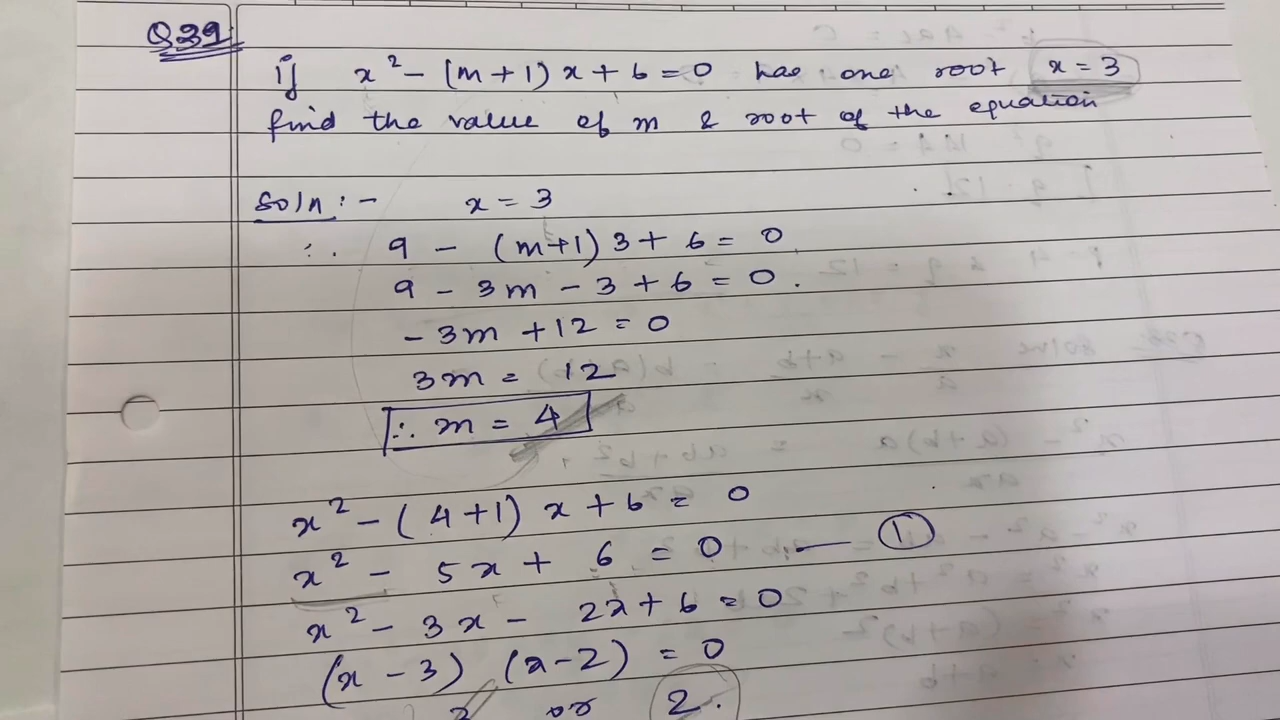 Q39
If x² - (m+1)x + 6 = 0 has one root x = 3
find the value of m & root of the equation
Soln :- x = 3
∴ 9 - (m+1) 3 + 6 = 0
9 - 3m - 3 + 6 = 0.
- 3m + 12 = 0
3m = 12
∴ m = 4
x² - (4+1) x + 6 = 0
x² - 5x + 6 = 0 — ①
x² - 3x - 2x + 6 = 0
(x - 3) (x - 2) = 0
or 2.